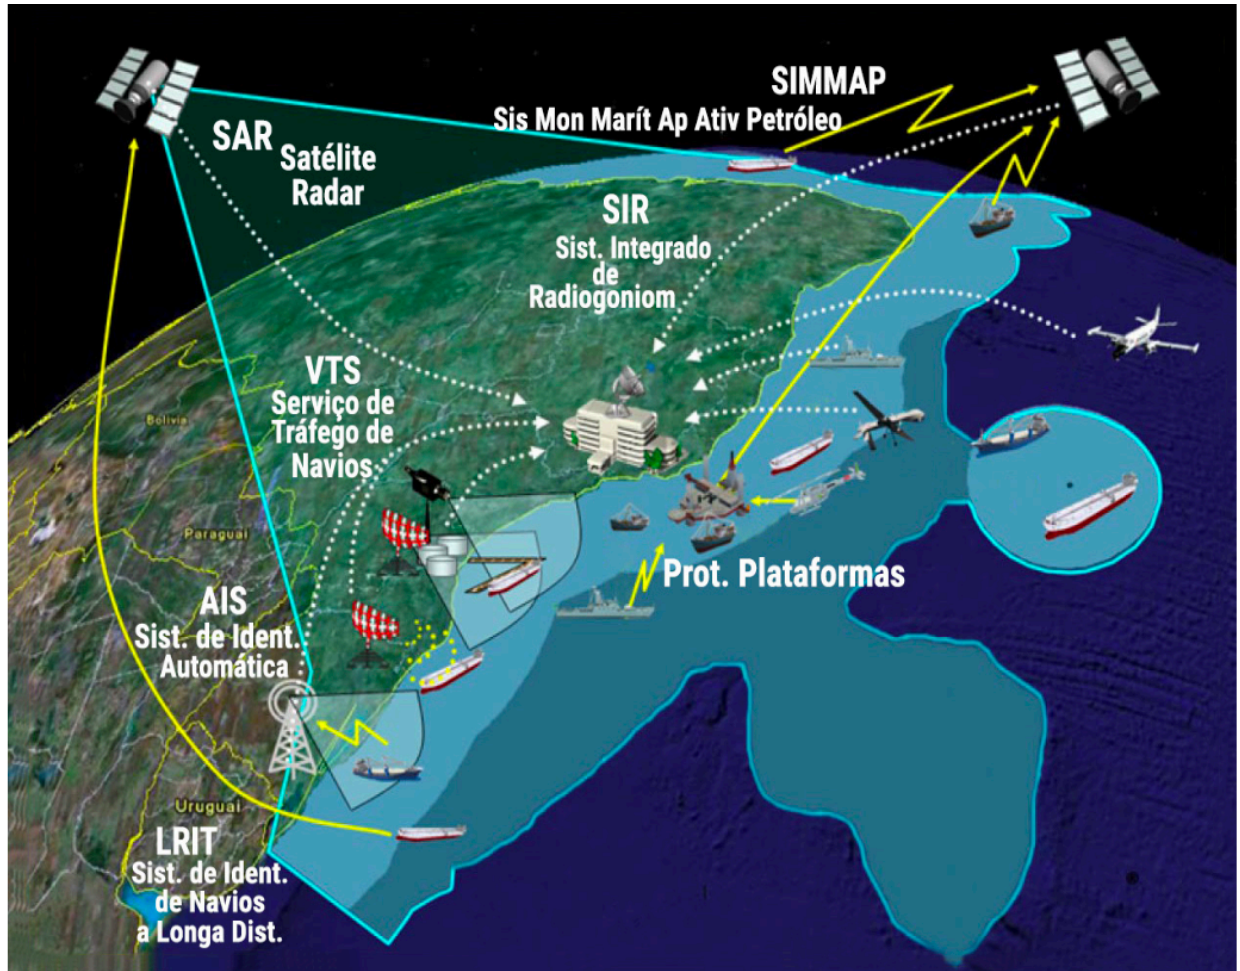 SIMMAP
Sis Mon Marít Ap Ativ Petróleo
SAR
Satélite
Radar
SIR
Sist. Integrado
de
Radiogoniom
VTS
Serviço de
Tráfego de
Navios
Bolívia
Paraguai
Prot. Plataformas
AIS
Sist. de Ident.
Automática
Uruguai
LRIT
Sist. de Ident.
de Navios
a Longa Dist.